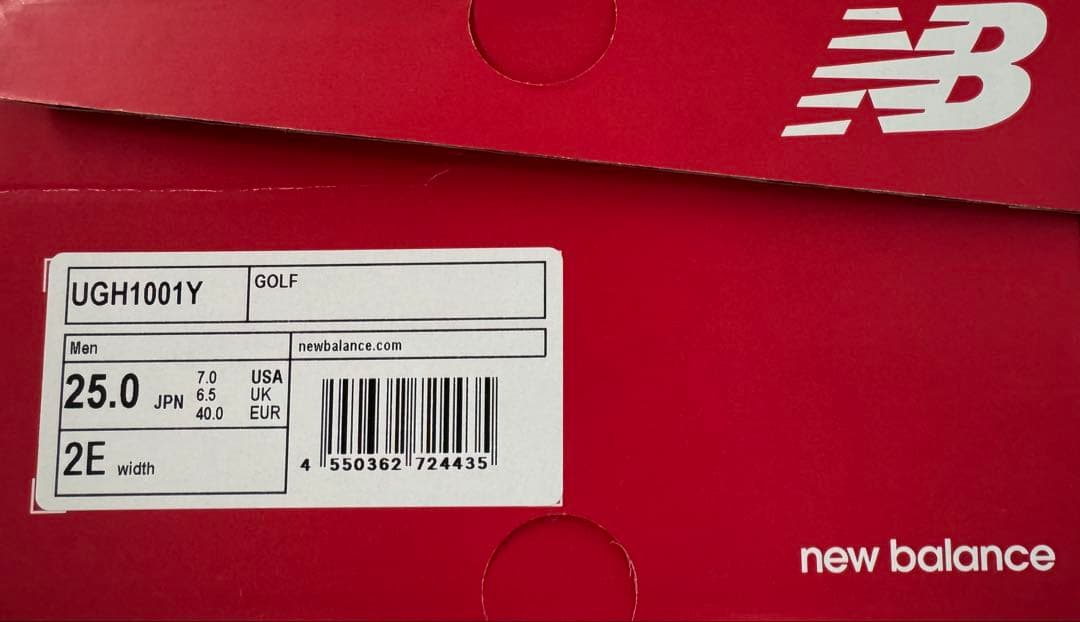 NB
UGH1001Y
GOLF
Men
newbalance.com
25.0 JPN
7.0 USA
6.5 UK
40.0 EUR
2E width
4 550362 724435
new balance